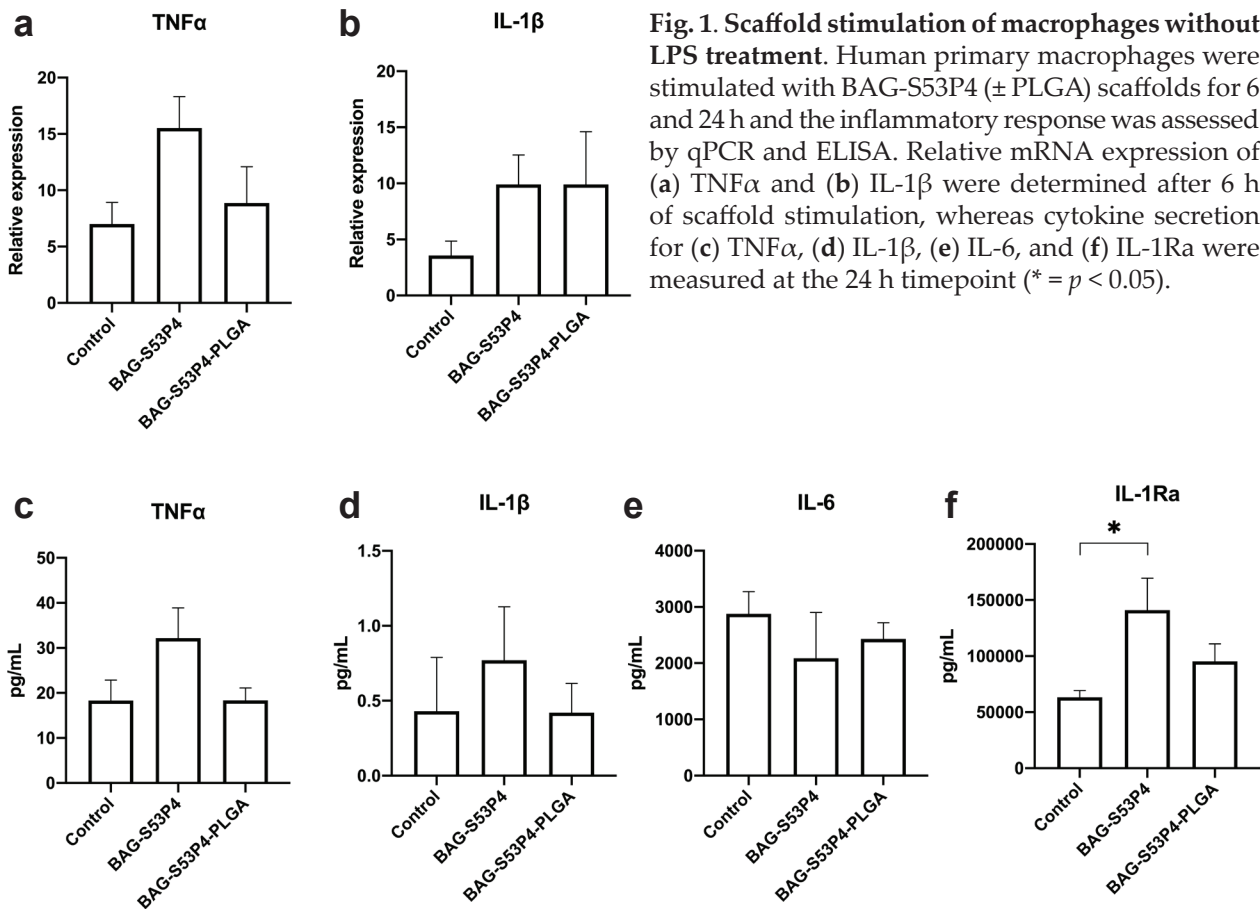 a
TNFα
Relative expression
20
15
10
5
0
Control
BAG-S53P4
BAG-S53P4-PLGA
b
IL-1β
Relative expression
20
15
10
5
0
Control
BAG-S53P4
BAG-S53P4-PLGA
Fig. 1. Scaffold stimulation of macrophages without
LPS treatment. Human primary macrophages were
stimulated with BAG-S53P4 (± PLGA) scaffolds for 6
and 24 h and the inflammatory response was assessed
by qPCR and ELISA. Relative mRNA expression of
(a) TNFα and (b) IL-1β were determined after 6 h
of scaffold stimulation, whereas cytokine secretion
for (c) TNFα, (d) IL-1β, (e) IL-6, and (f) IL-1Ra were
measured at the 24 h timepoint (* = p < 0.05).
c
TNFα
pg/mL
50
40
30
20
10
0
Control
BAG-S53P4
BAG-S53P4-PLGA
d
IL-1β
pg/mL
1.5
1.0
0.5
0.0
Control
BAG-S53P4
BAG-S53P4-PLGA
e
IL-6
pg/mL
4000
3000
2000
1000
0
Control
BAG-S53P4
BAG-S53P4-PLGA
f
IL-1Ra
*
pg/mL
200000
150000
100000
50000
0
Control
BAG-S53P4
BAG-S53P4-PLGA